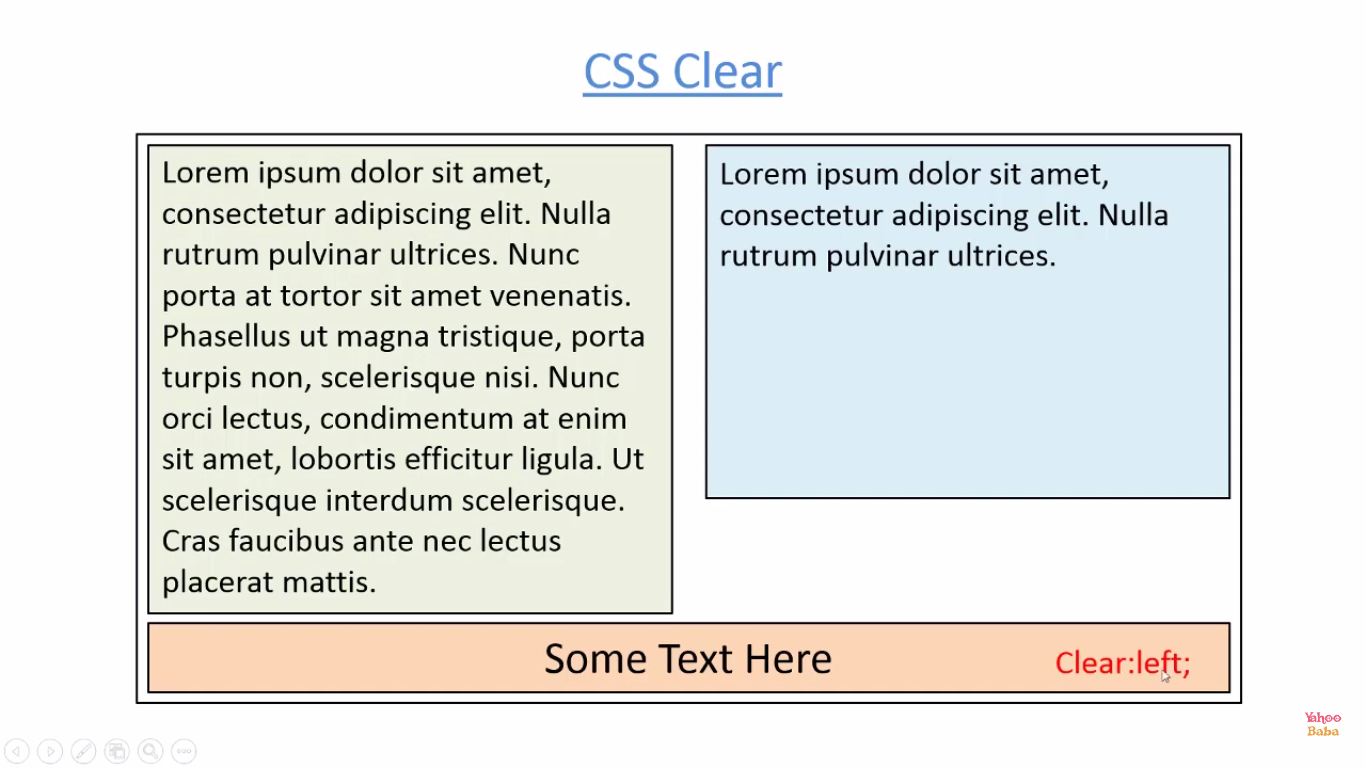 CSS Clear
Lorem ipsum dolor sit amet,
consectetur adipiscing elit. Nulla
rutrum pulvinar ultrices. Nunc
porta at tortor sit amet venenatis.
Phasellus ut magna tristique, porta
turpis non, scelerisque nisi. Nunc
orci lectus, condimentum at enim
sit amet, lobortis efficitur ligula. Ut
scelerisque interdum scelerisque.
Cras faucibus ante nec lectus
placerat mattis.
Lorem ipsum dolor sit amet,
consectetur adipiscing elit. Nulla
rutrum pulvinar ultrices.
Some Text Here
Clear:left;
Yahoo
Baba